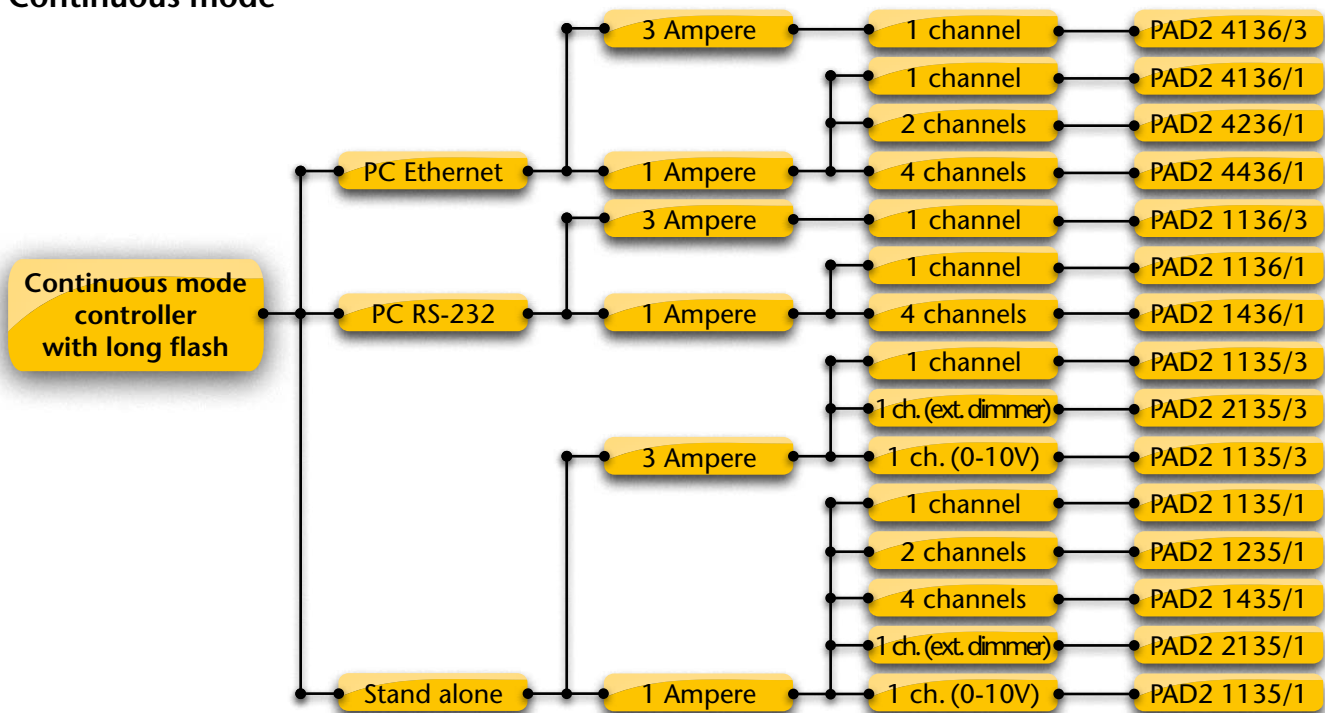 Continuous mode
3 Ampere 1 channel PAD2 4136/3
1 channel PAD2 4136/1
2 channels PAD2 4236/1
PC Ethernet 1 Ampere 4 channels PAD2 4436/1
3 Ampere 1 channel PAD2 1136/3
Continuous mode
controller
with long flash
1 channel PAD2 1136/1
PC RS-232 1 Ampere 4 channels PAD2 1436/1
1 channel PAD2 1135/3
1 ch. (ext. dimmer) PAD2 2135/3
3 Ampere 1 ch. (0-10V) PAD2 1135/3
1 channel PAD2 1135/1
2 channels PAD2 1235/1
4 channels PAD2 1435/1
1 ch. (ext. dimmer) PAD2 2135/1
Stand alone 1 Ampere 1 ch. (0-10V) PAD2 1135/1